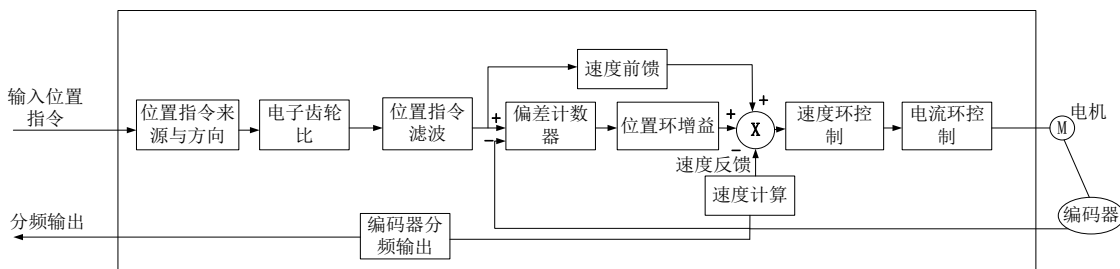 速度前馈
输入位置
指令
位置指令来
源与方向
电子齿轮
比
位置指令
滤波
+
−
偏差计数
器
位置环增益
+
+
X
−
速度反馈
速度环控
制
电流环控
制
M
电机
速度计算
编码器
分频输出
编码器分
频输出